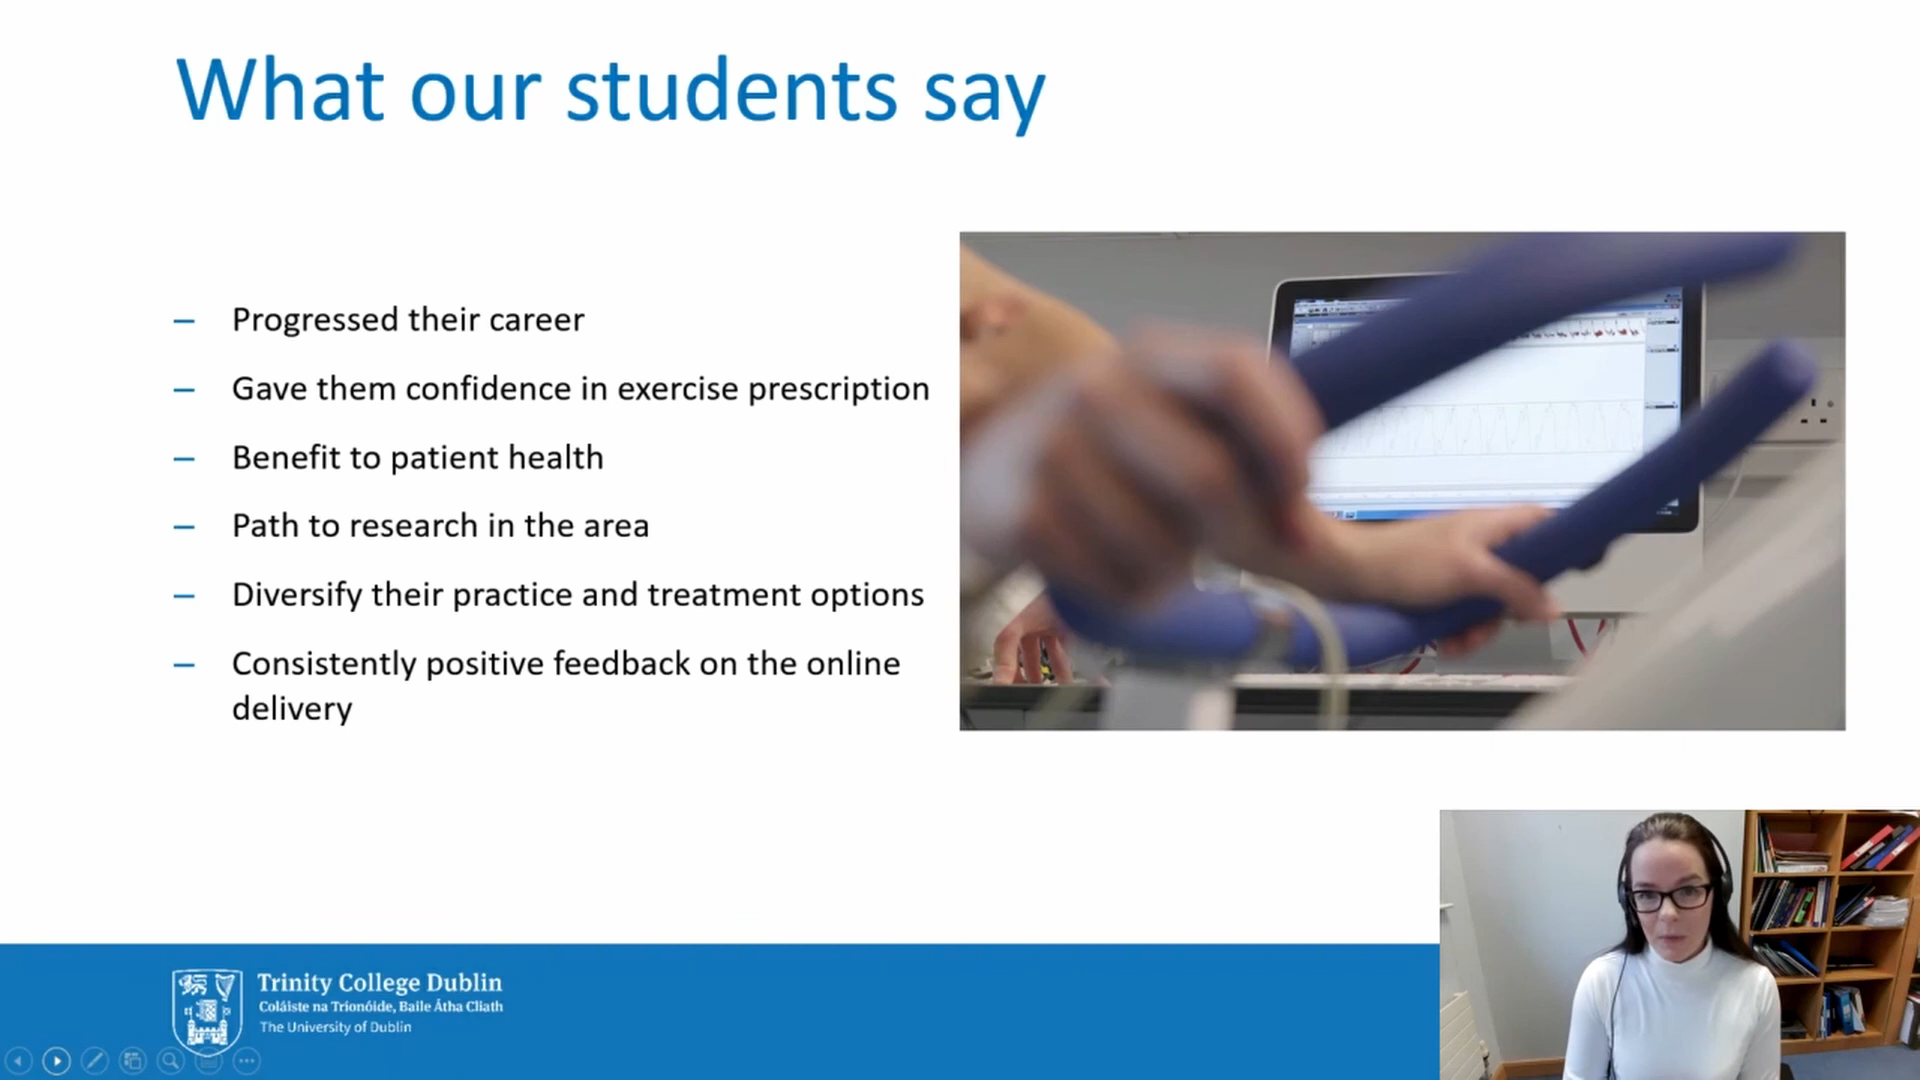 What our students say
– Progressed their career
– Gave them confidence in exercise prescription
– Benefit to patient health
– Path to research in the area
– Diversify their practice and treatment options
– Consistently positive feedback on the online
delivery
Trinity College Dublin
Coláiste na Tríonóide, Baile Átha Cliath
The University of Dublin